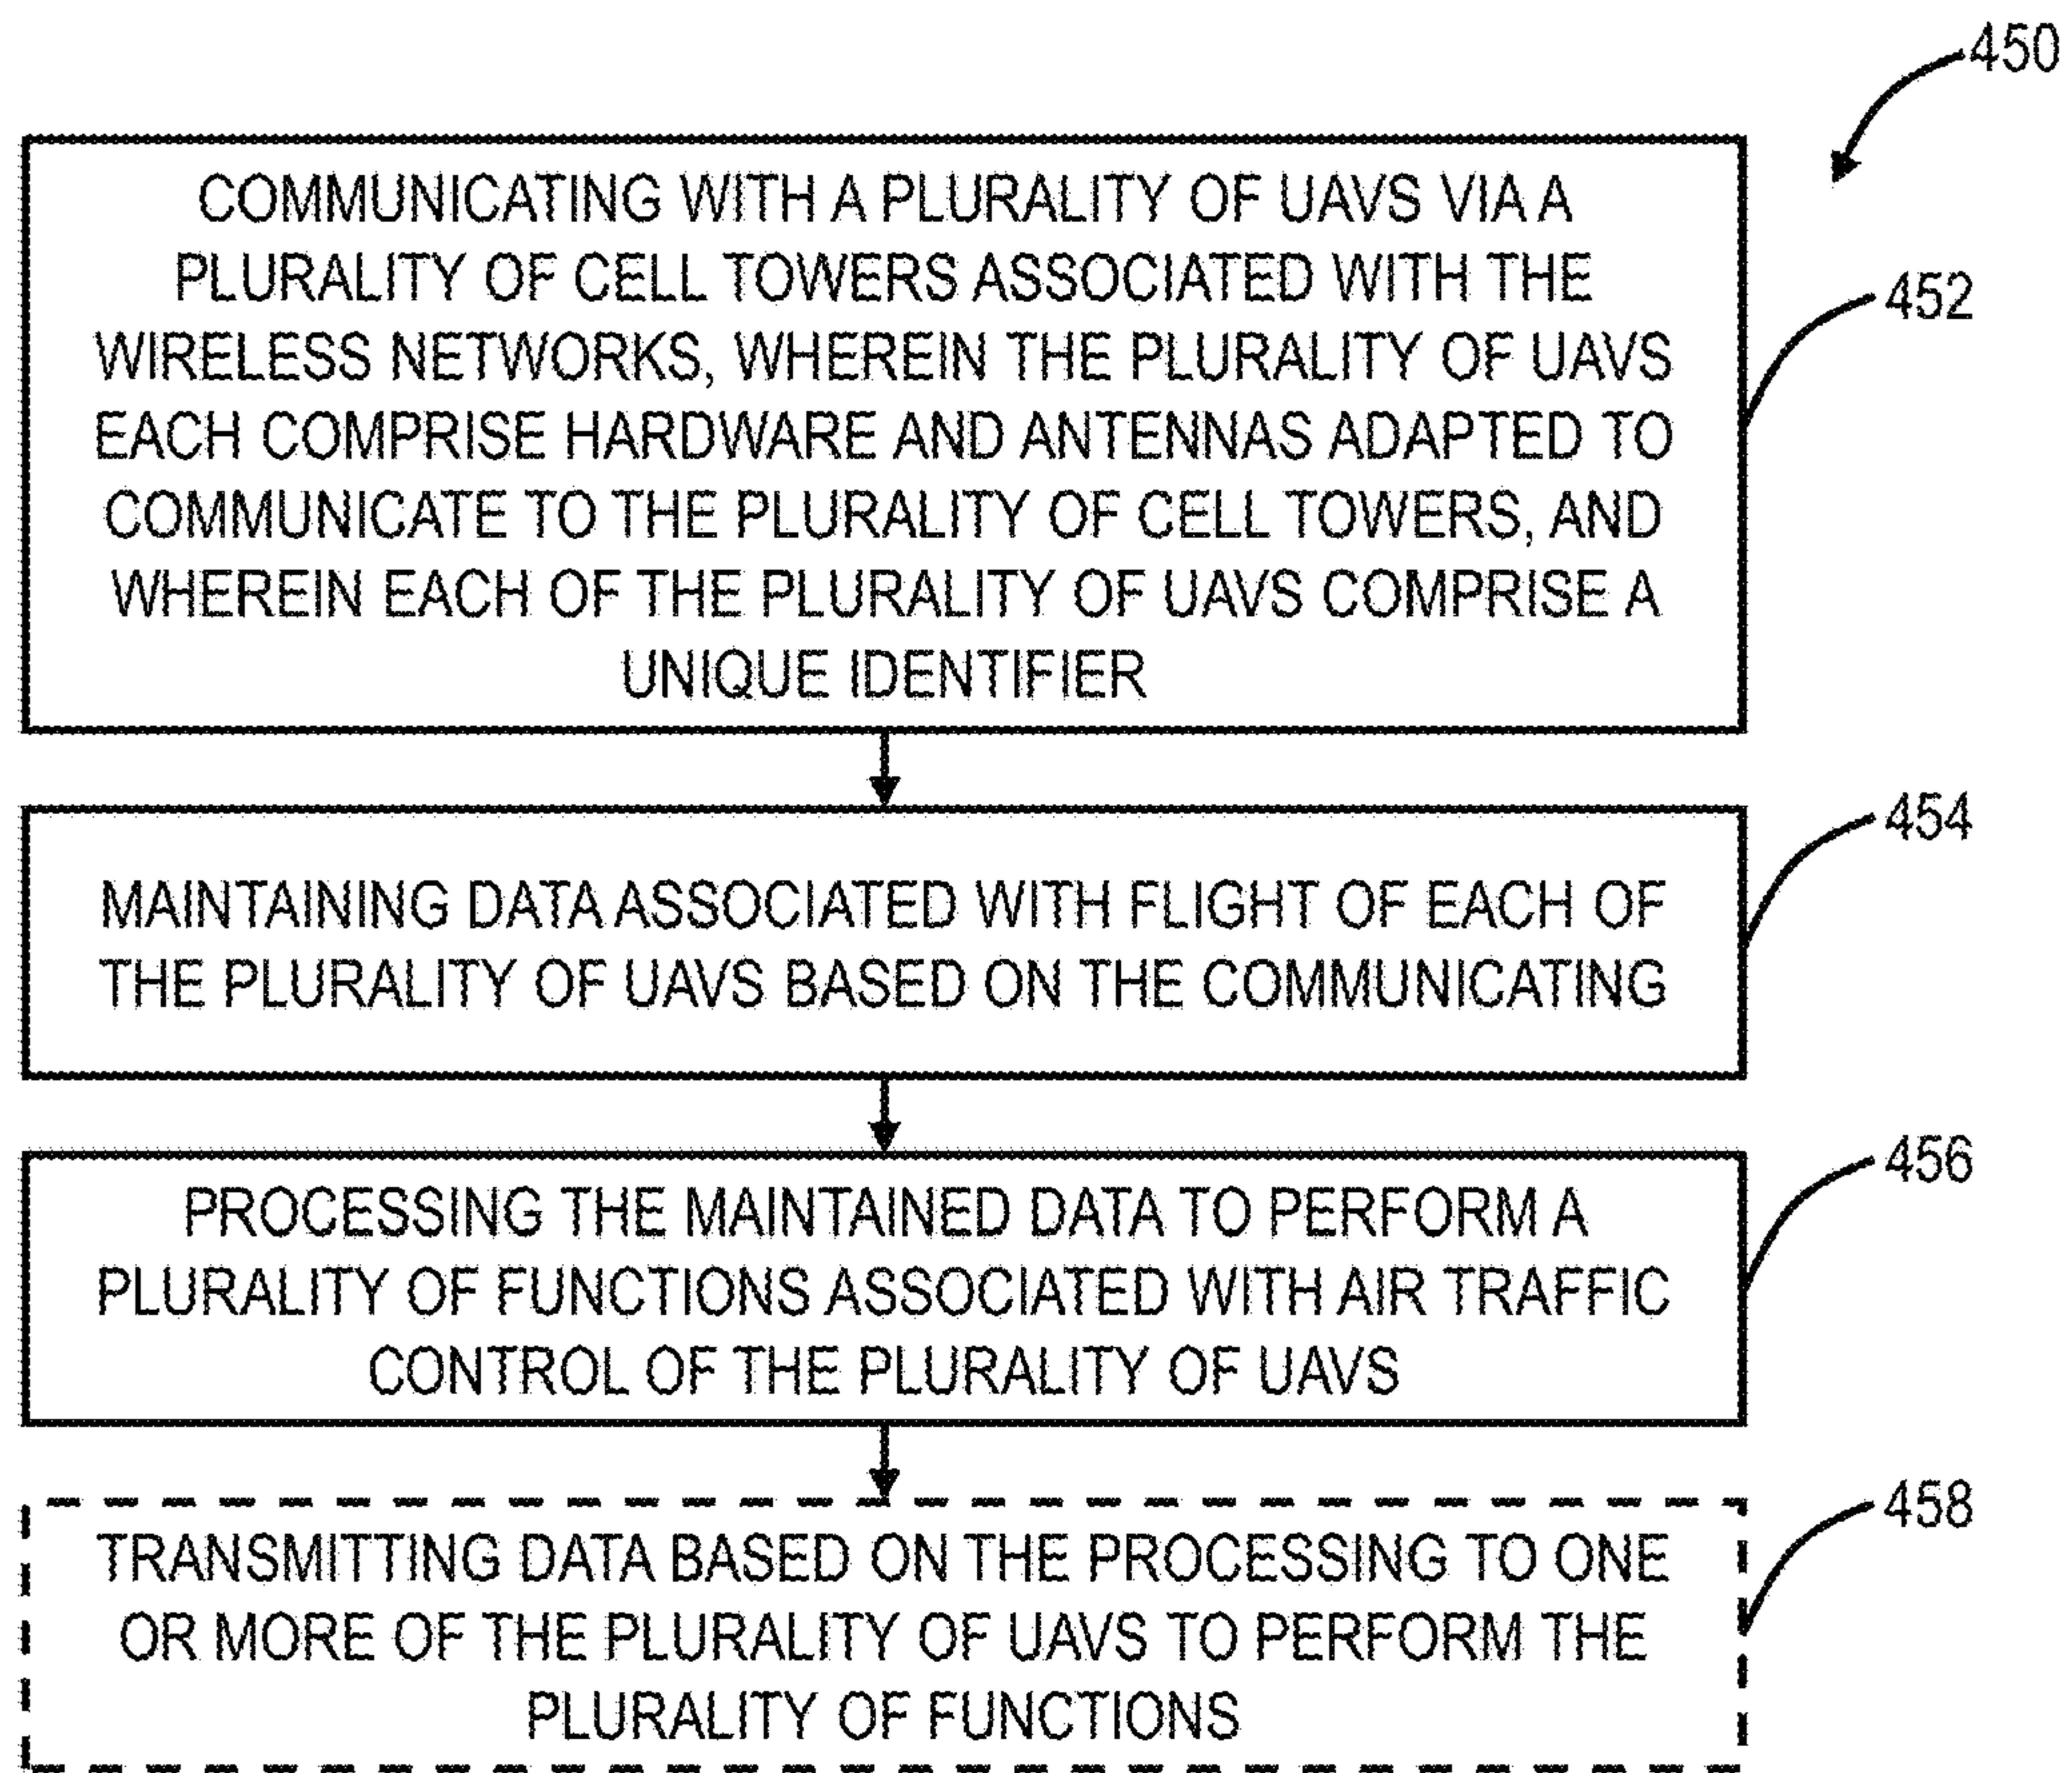 450
COMMUNICATING WITH A PLURALITY OF UAVS VIA A
PLURALITY OF CELL TOWERS ASSOCIATED WITH THE
WIRELESS NETWORKS, WHEREIN THE PLURALITY OF UAVS
EACH COMPRISE HARDWARE AND ANTENNAS ADAPTED TO
COMMUNICATE TO THE PLURALITY OF CELL TOWERS, AND
WHEREIN EACH OF THE PLURALITY OF UAVS COMPRISE A
UNIQUE IDENTIFIER
452
MAINTAINING DATA ASSOCIATED WITH FLIGHT OF EACH OF
THE PLURALITY OF UAVS BASED ON THE COMMUNICATING
454
PROCESSING THE MAINTAINED DATA TO PERFORM A
PLURALITY OF FUNCTIONS ASSOCIATED WITH AIR TRAFFIC
CONTROL OF THE PLURALITY OF UAVS
456
TRANSMITTING DATA BASED ON THE PROCESSING TO ONE
OR MORE OF THE PLURALITY OF UAVS TO PERFORM THE
PLURALITY OF FUNCTIONS
458